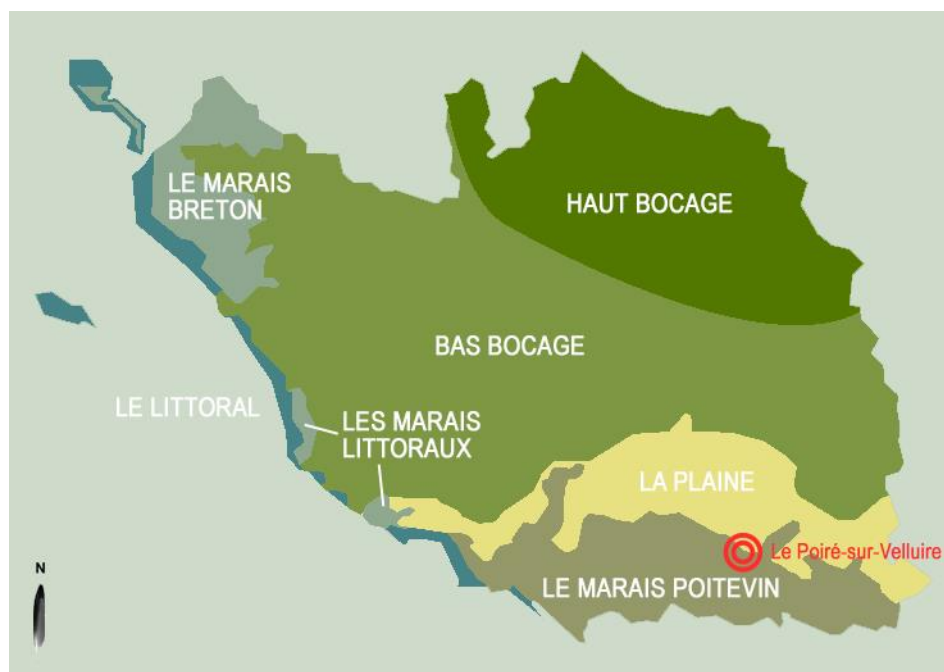 LE MARAIS
BRETON
HAUT BOCAGE
BAS BOCAGE
LE LITTORAL
LES MARAIS
LITTORAUX
LA PLAINE
Le Poiré-sur-Velluire
LE MARAIS POITEVIN
N